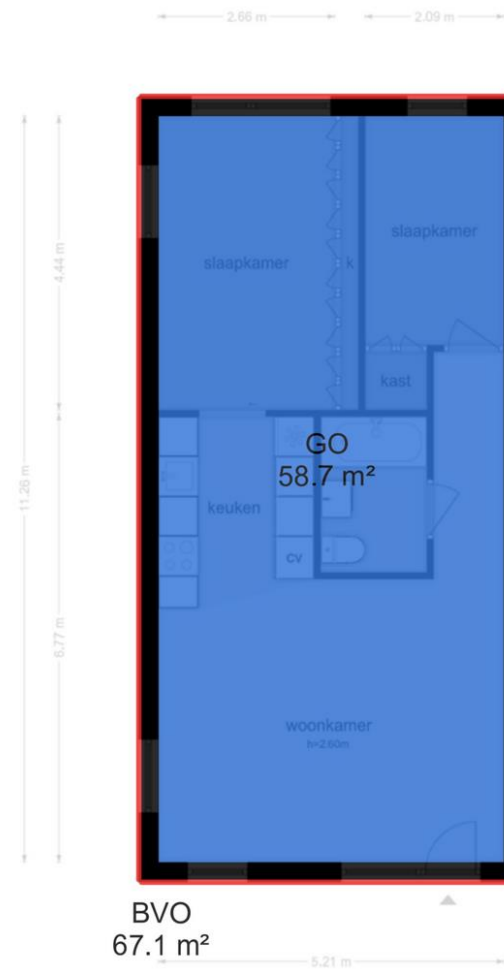 2.66 m
2.09 m
4.44 m
11.26 m
6.77 m
slaapkamer
k
slaapkamer
kast
GO
58.7 m²
keuken
cv
woonkamer
h=2.60m
BVO
67.1 m²
5.21 m